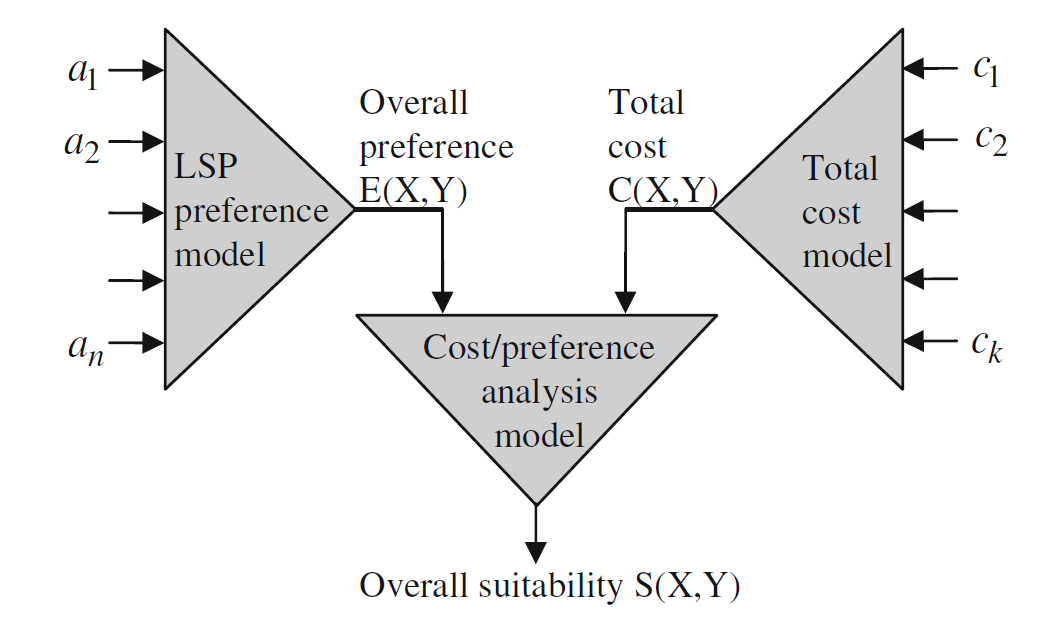 a1
a2
an
LSP
preference
model
Overall
preference
E(X,Y)
Total
cost
C(X,Y)
Total
cost
model
c1
c2
ck
Cost/preference
analysis
model
Overall suitability S(X,Y)